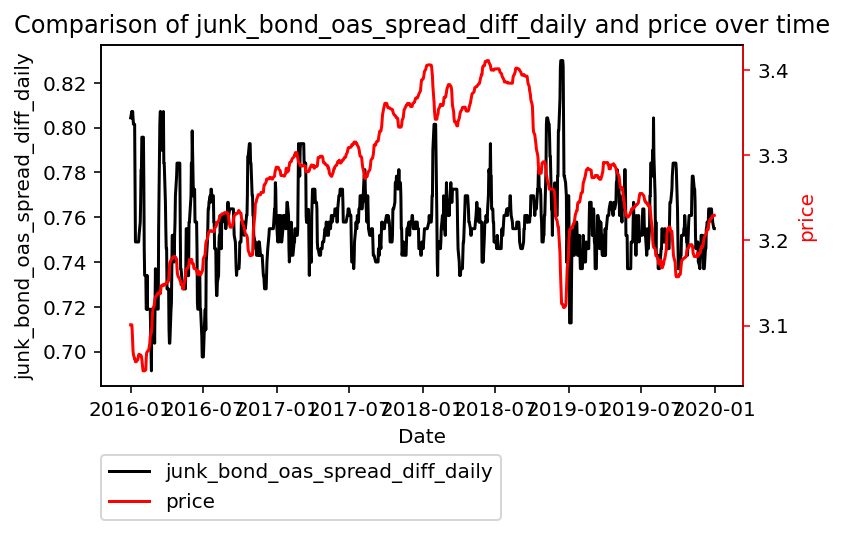 Comparison of junk_bond_oas_spread_diff_daily and price over time
junk_bond_oas_spread_diff_daily
0.82
0.80
0.78
0.76
0.74
0.72
0.70
3.4
3.3
3.2
3.1
price
2016-01 2016-07 2017-01 2017-07 2018-01 2018-07 2019-01 2019-07 2020-01
Date
junk_bond_oas_spread_diff_daily
price